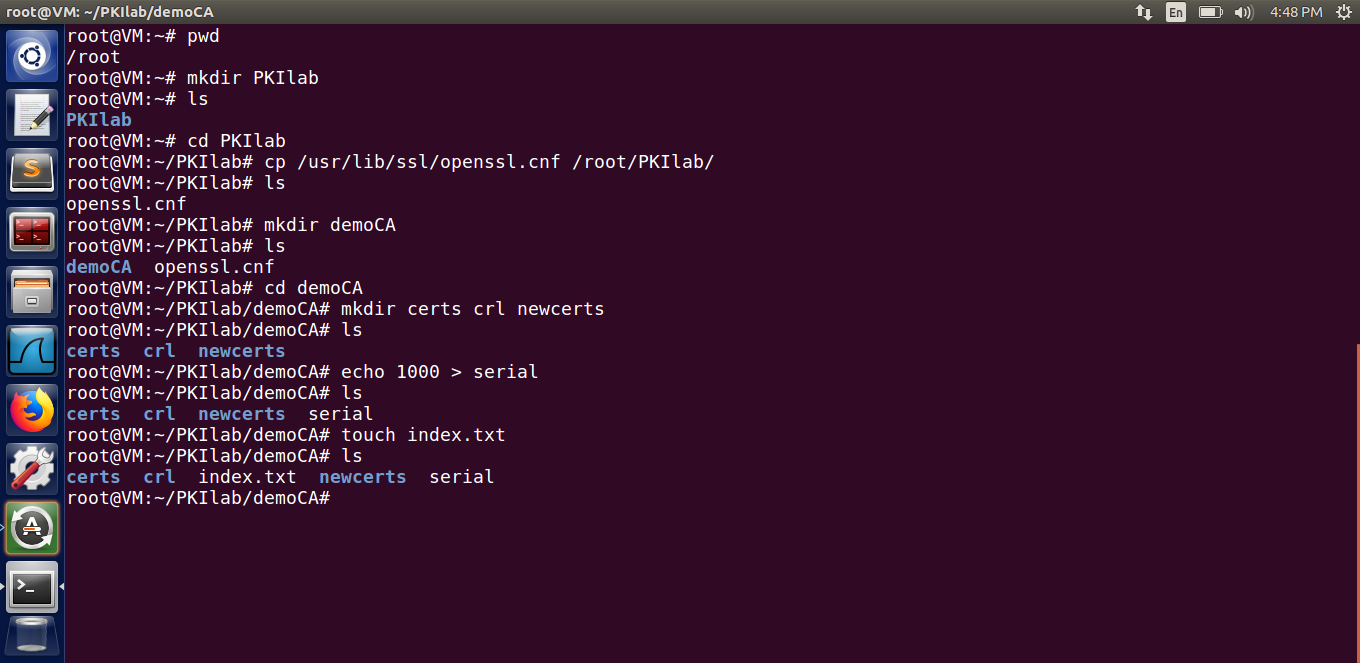 root@VM: ~/PKIlab/demoCA
En
4:48 PM
root@VM:~# pwd
/root
root@VM:~# mkdir PKIlab
root@VM:~# ls
PKIlab
root@VM:~# cd PKIlab
root@VM:~/PKIlab# cp /usr/lib/ssl/openssl.cnf /root/PKIlab/
root@VM:~/PKIlab# ls
openssl.cnf
root@VM:~/PKIlab# mkdir demoCA
root@VM:~/PKIlab# ls
demoCA  openssl.cnf
root@VM:~/PKIlab# cd demoCA
root@VM:~/PKIlab/demoCA# mkdir certs crl newcerts
root@VM:~/PKIlab/demoCA# ls
certs  crl  newcerts
root@VM:~/PKIlab/demoCA# echo 1000 > serial
root@VM:~/PKIlab/demoCA# ls
certs  crl  newcerts  serial
root@VM:~/PKIlab/demoCA# touch index.txt
root@VM:~/PKIlab/demoCA# ls
certs  crl  index.txt  newcerts  serial
root@VM:~/PKIlab/demoCA#